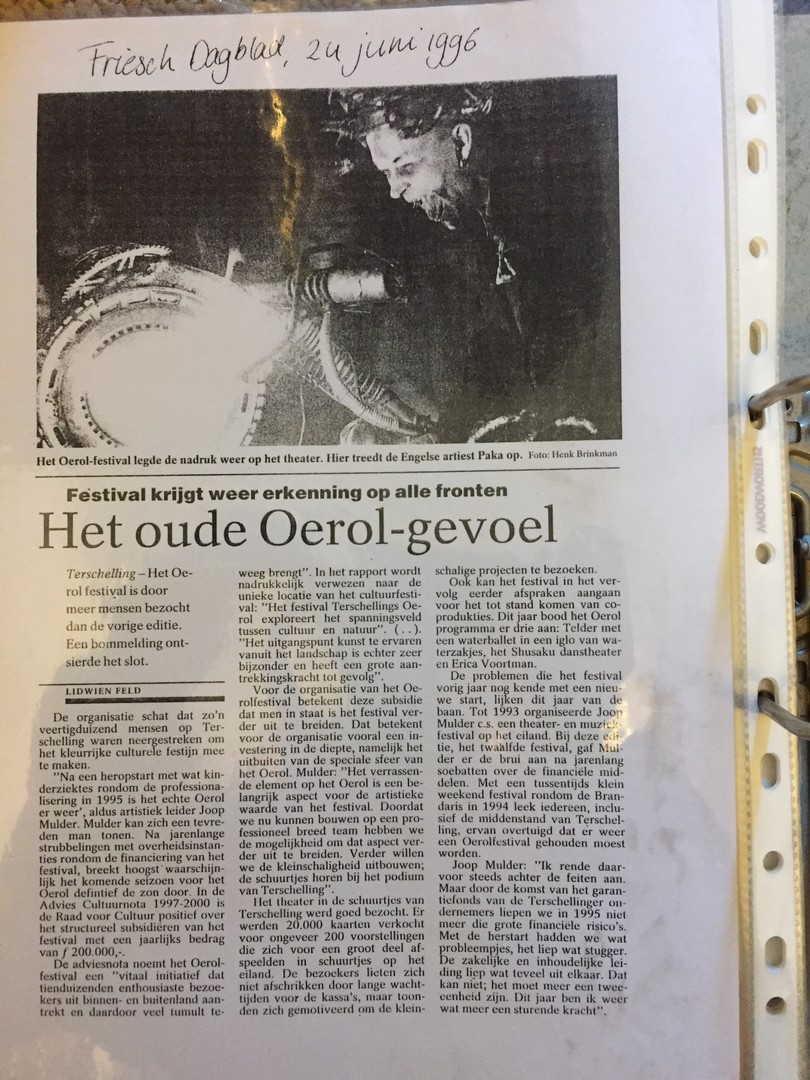 Friesch Dagblad, 24 juni 1996
Het Oerol-festival legde de nadruk weer op het theater. Hier treedt de Engelse artiest Paka op. Foto: Henk Brinkman
Festival krijgt weer erkenning op alle fronten
Het oude Oerol-gevoel
Terschelling – Het Oe-
rol festival is door
meer mensen bezocht
dan de vorige editie.
Een bommelding ont-
sierde het slot.
LIDWIEN FELD
De organisatie schat dat zo'n
veertigduizend mensen op Ter-
schelling waren neergestreken om
het kleurrijke culturele festijn mee
te maken.
"Na een heropstart met wat kin-
derziektes rondom de professiona-
lisering in 1995 is het echte Oerol
er weer', aldus artistiek leider Joop
Mulder. Mulder kan zich een tevre-
den man tonen. Na jarenlange
strubbelingen met overheidsinstan-
ties rondom de financiering van het
festival, breekt hoogst waarschijn-
lijk het komende seizoen voor het
Oerol defintief de zon door. In de
Advies Cultuurnota 1997-2000 is
de Raad voor Cultuur positief over
het structureel subsidiëren van het
festival met een jaarlijks bedrag
van f 200.000,-.
De adviesnota noemt het Oerol-
festival een "vitaal initiatief dat
tienduizenden enthousiaste bezoe-
kers uit binnen- en buitenland aan-
trekt en daardoor veel tumult te-
weeg brengt". In het rapport wordt
nadrukkelijk verwezen naar de
unieke locatie van het cultuurfesti-
val: "Het festival Terschellings Oe-
rol exploreert het spanningsveld
tussen cultuur en natuur". (. .).
"Het uitgangspunt kunst te ervaren
vanuit het landschap is echter zeer
bijzonder en heeft een grote aan-
trekkingskracht tot gevolg".
Voor de organisatie van het Oe-
rolfestival betekent deze subsidie
dat men in staat is het festival ver-
der uit te breiden. Dat betekent
voor de organisatie vooral een in-
vestering in de diepte, namelijk het
uitbuiten van de speciale sfeer van
het Oerol. Mulder: "Het verrassen-
de element op het Oerol is een be-
langrijk aspect voor de artistieke
waarde van het festival. Doordat
we nu kunnen bouwen op een pro-
fessioneel breed team hebben we
de mogelijkheid om dat aspect ver-
der uit te breiden. Verder willen
we de kleinschaligheid uitbouwen;
de schuurtjes horen bij het podium
van Terschelling".
Het theater in de schuurtjes van
Terschelling werd goed bezocht. Er
werden 20.000 kaarten verkocht
voor ongeveer 200 voorstellingen
die zich voor een groot deel af-
speelden in schuurtjes op het
eiland. De bezoekers lieten zich
niet afschrikken door lange wacht-
tijden voor de kassa's, maar toon-
den zich gemotiveerd om de klein-
schalige projecten te bezoeken.
Ook kan het festival in het ver-
volg eerder afspraken aangaan
voor het tot stand komen van co-
produkties. Dit jaar bood het Oerol
programma er drie aan: Telder met
een waterballet in een iglo van wa-
terzakjes, het Shusaku danstheater
en Erica Voortman.
De problemen die het festival
vorig jaar nog kende met een nieu-
we start, lijken dit jaar van de
baan. Tot 1993 organiseerde Joop
Mulder c.s. een theater- en muziek-
festival op het eiland. Bij deze edi-
tie, het twaalfde festival, gaf Mul-
der er de brui aan na jarenlang
soebatten over de financiële mid-
delen. Met een tussentijds klein
weekend festival rondom de Bran-
daris in 1994 leek iedereen, inclu-
sief de middenstand van Terschel-
ling, ervan overtuigd dat er weer
een Oerolfestival gehouden moest
worden.
Joop Mulder: "Ik rende daar-
voor steeds achter de feiten aan.
Maar door de komst van het garan-
tiefonds van de Terschellinger on-
dernemers liepen we in 1995 niet
meer die grote financiële risico's.
Met de herstart hadden we wat
probleempjes, het liep wat stugger.
De zakelijke en inhoudelijke lei-
ding liep wat teveel uit elkaar. Dat
kan niet; het moet meer een twee-
eenheid zijn. Dit jaar ben ik weer
wat meer een sturende kracht".